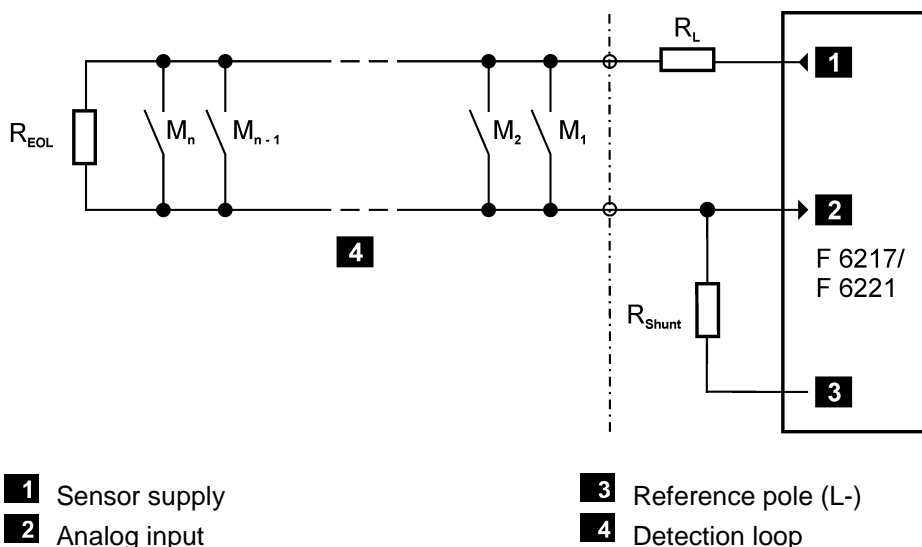 R_L
1
R_EOL
M_n
M_n - 1
M_2
M_1
2
4
F 6217/
F 6221
R_Shunt
3
1 Sensor supply
2 Analog input
3 Reference pole (L-)
4 Detection loop